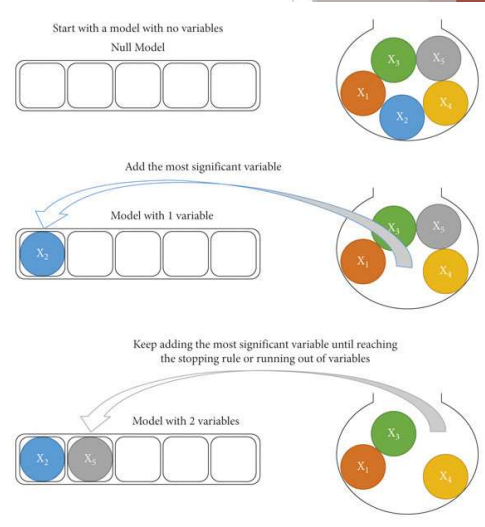 Start with a model with no variables
Null Model
X3
X5
X1
X4
X2
Add the most significant variable
Model with 1 variable
X2
X3
X5
X1
X4
Keep adding the most significant variable until reaching
the stopping rule or running out of variables
Model with 2 variables
X2
X5
X3
X1
X4